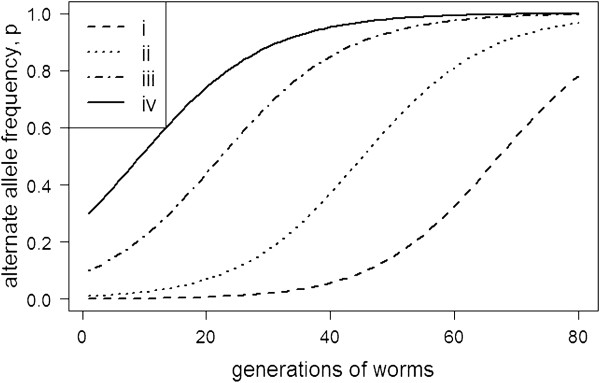 alternate allele frequency, p
1.0
0.8
0.6
0.4
0.2
0.0
i
ii
iii
iv
0 20 40 60 80
generations of worms